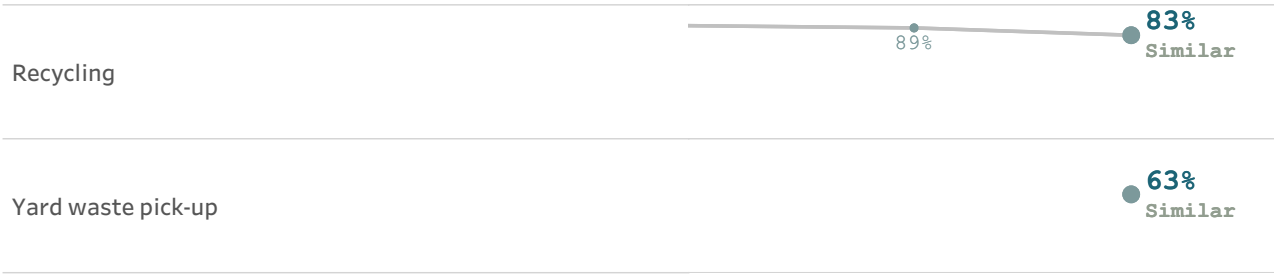 83%
89%
Similar
Recycling
63%
Similar
Yard waste pick-up